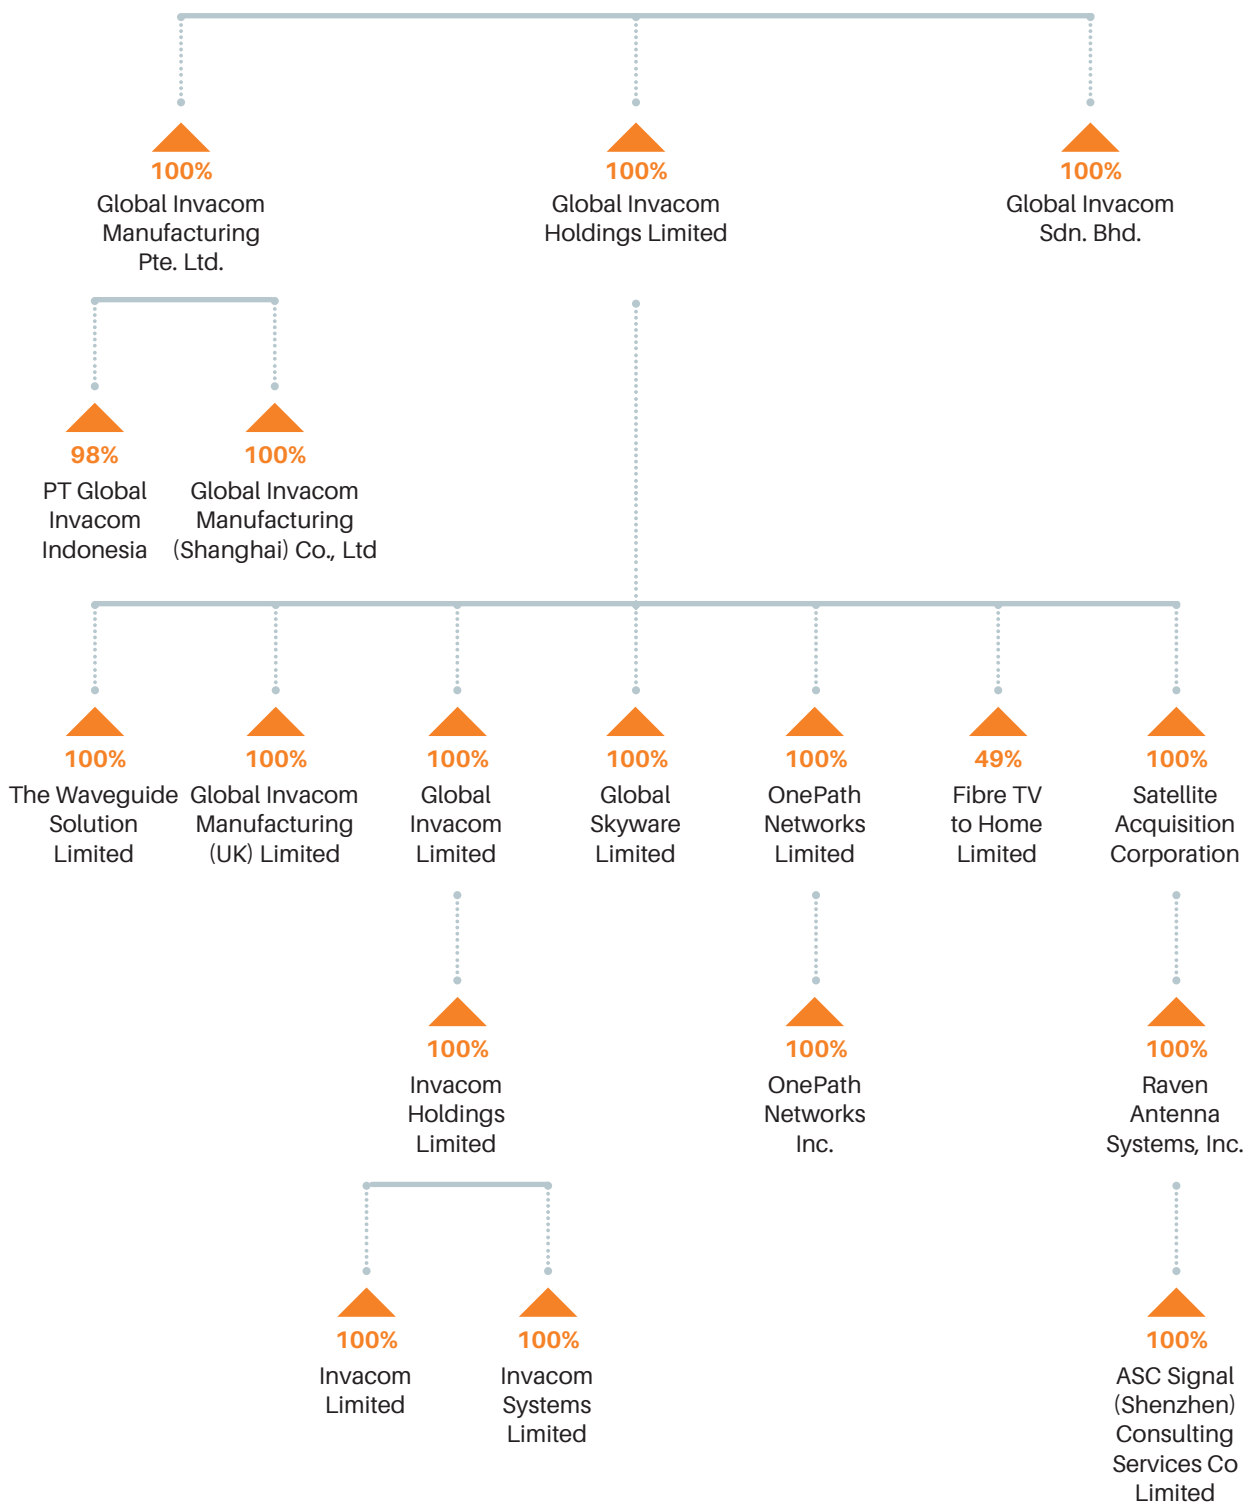 100%
Global Invacom
Manufacturing
Pte. Ltd.
100%
Global Invacom
Holdings Limited
100%
Global Invacom
Sdn. Bhd.
98%
PT Global
Invacom
Indonesia
100%
Global Invacom
Manufacturing
(Shanghai) Co., Ltd
100%
The Waveguide
Solution
Limited
100%
Global Invacom
Manufacturing
(UK) Limited
100%
Global
Invacom
Limited
100%
Global
Skyware
Limited
100%
OnePath
Networks
Limited
49%
Fibre TV
to Home
Limited
100%
Satellite
Acquisition
Corporation
100%
Invacom
Holdings
Limited
100%
OnePath
Networks
Inc.
100%
Raven
Antenna
Systems, Inc.
100%
Invacom
Limited
100%
Invacom
Systems
Limited
100%
ASC Signal
(Shenzhen)
Consulting
Services Co
Limited